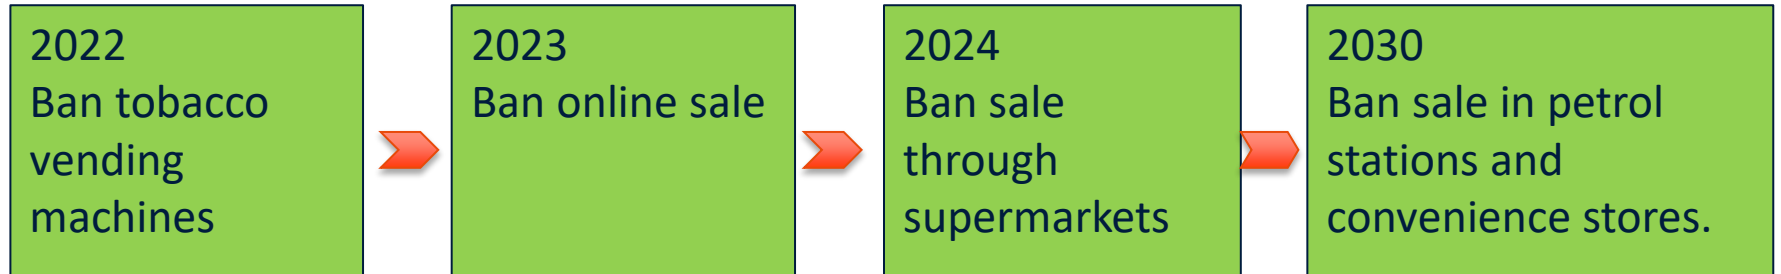 2022
Ban tobacco
vending
machines
2023
Ban online sale
2024
Ban sale
through
supermarkets
2030
Ban sale in petrol
stations and
convenience stores.